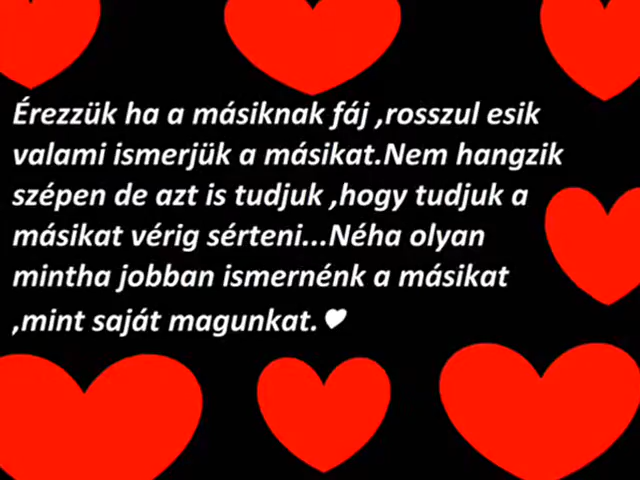 Érezzük ha a másiknak fáj ,rosszul esik
valami ismerjük a másikat.Nem hangzik
szépen de azt is tudjuk ,hogy tudjuk a
másikat vérig sérteni...Néha olyan
mintha jobban ismernénk a másikat
,mint saját magunkat.♥